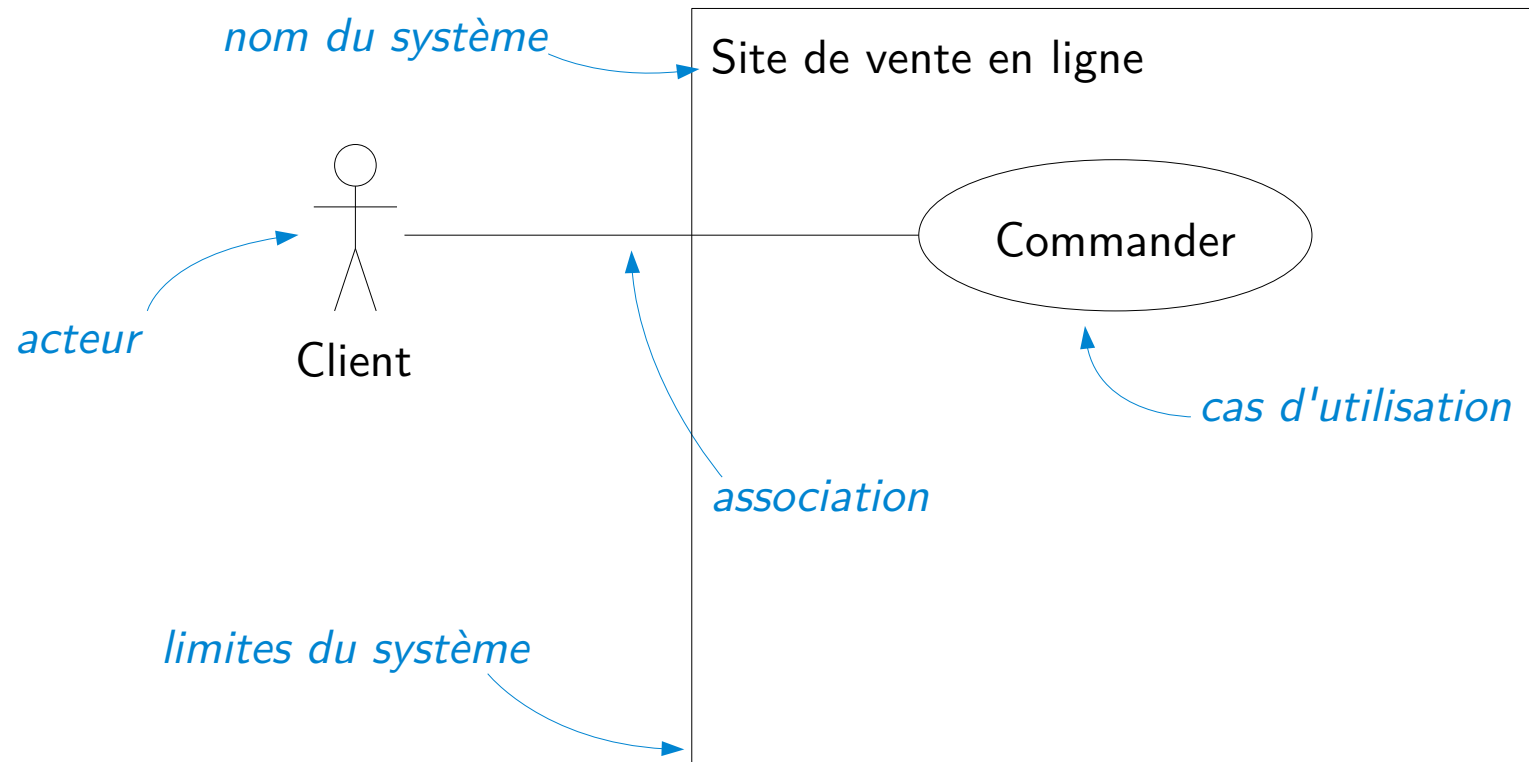 nom du système
Site de vente en ligne
Commander
acteur
Client
cas d'utilisation
association
limites du système